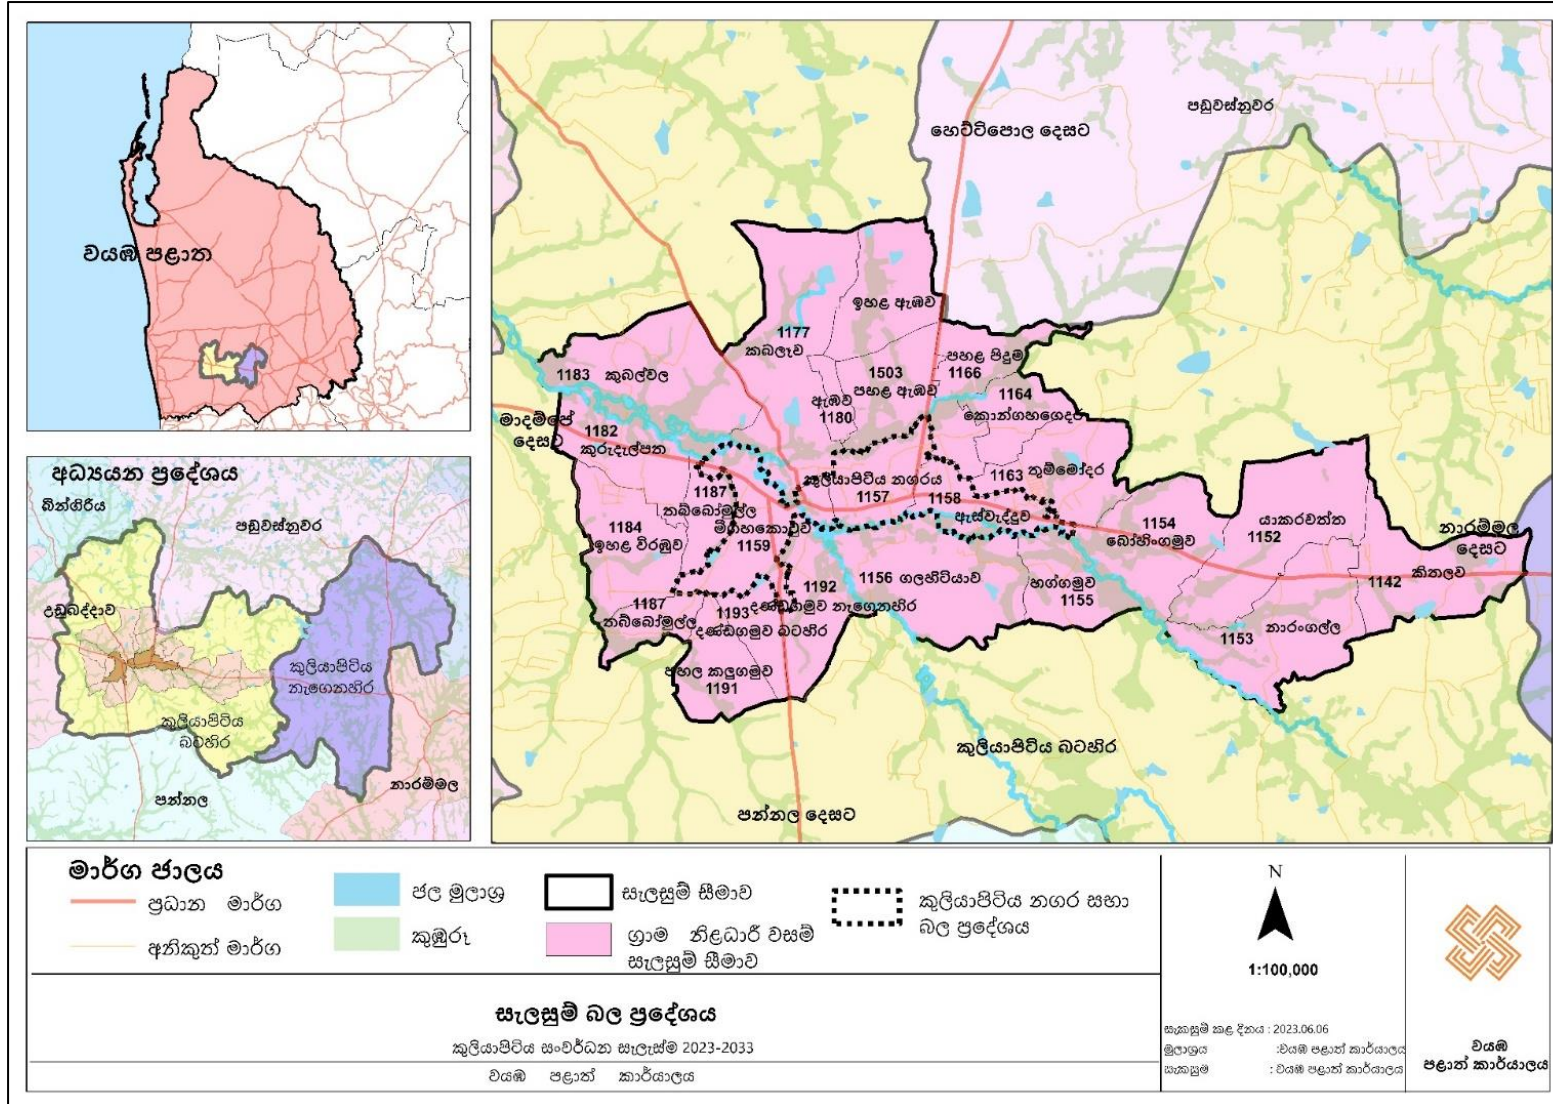 වයඹ පළාත
අධ්‍යයන ප්‍රදේශය
බින්ගිරිය
පඩුවස්නුවර
උඩුබද්දාව
කුලියාපිටිය
නැගෙනහිර
කුලියාපිටිය
බටහිර
නාරම්මල
පන්නල
පඩුවස්නුවර
හෙට්ටිපොල දෙසට
ඉහළ ඇඹව
1177
කබලෑව
පහළ පිදුම
1166
1503
පහළ ඇඹව
1183 කුබල්වල
ඇඹව
1180
1164
කොන්ගහගෙදර
මාදම්පේ
දෙසට
1182
කුරුඳැල්පත
කුලියාපිටිය නගරය
1157
1163 තුම්මෝදර
1187
තබ්බෝමුල්ල
1158
ඇස්වැද්දුව
1184
ඉහළ විරඹුව
මීගහකොටුව
1159
1154
බෝහිංගමුව
යාකරවත්ත
1152
නාරම්මල
දෙසට
1142 කිතලව
1156 ගලහිටියාව
හග්ගමුව
1155
1192
දණ්ඩගමුව නැගෙනහිර
1187
තබ්බෝමුල්ල
1193
දණ්ඩගමුව බටහිර
1153 නාරංගල්ල
පහල කලුගමුව
1191
කුලියාපිටිය බටහිර
පන්නල දෙසට
මාර්ග ජාලය
ප්‍රධාන මාර්ග
අනිකුත් මාර්ග
ජල මුලාශ්‍ර
කුඹුරු
සැලසුම් සීමාව
ග්‍රාම නිළධාරී වසම්
සැලසුම් සීමාව
කුලියාපිටිය නගර සභා
බල ප්‍රදේශය
N
1:100,000
සැලසුම් බල ප්‍රදේශය
කුලියාපිටිය සංවර්ධන සැලැස්ම 2023-2033
වයඹ පළාත් කාර්යාලය
සැකසුම් කළ දිනය : 2023.06.06
මුලාශ්‍රය :වයඹ පළාත් කාර්යාලය
සැකසුම : වයඹ පළාත් කාර්යාලය
වයඹ
පළාත් කාර්යාලය